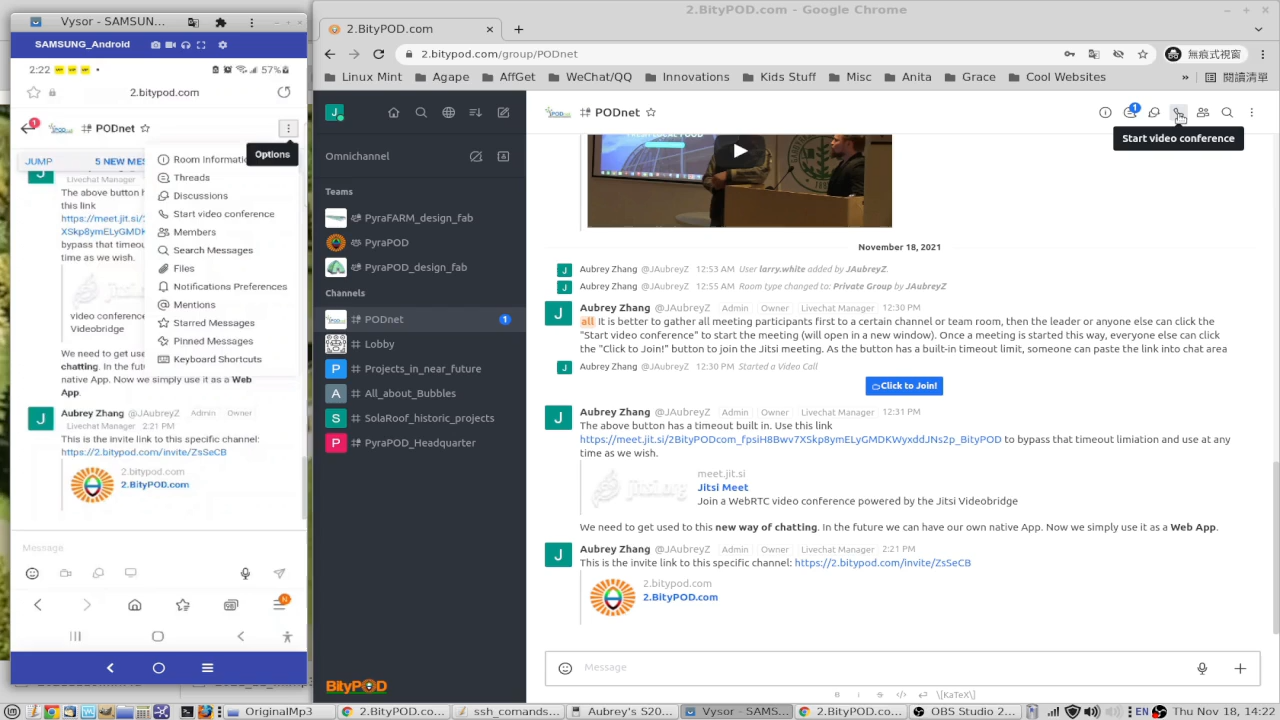 Vysor - SAMSUN...
SAMSUNG_Android
2:22
57%
2.bitypod.com
1
PODnet
Options
JUMP
5 NEW MES
Livechat Manager
The above button h
this link
https://meet.jit.si/2
XSkp8ymELyGMDK
bypass that timeou
time as we wish.
video conference
Videobridge
We need to get use
chatting. In the futu
native App. Now we simply use it as a Web
App.
Room Informatio
Threads
Discussions
Start video conference
Members
Search Messages
Files
Notifications Preferences
Mentions
Starred Messages
Pinned Messages
Keyboard Shortcuts
Aubrey Zhang @JAubreyZ Admin Owner
Livechat Manager 2:21 PM
This is the invite link to this specific channel:
https://2.bitypod.com/invite/ZsSeCB
2.bitypod.com
2.BityPOD.com
Message
N
2.BityPOD.com - Google Chrome
2.BityPOD.com
2.bitypod.com/group/PODnet
無痕式視窗
Linux Mint Agape AffGet WeChat/QQ Innovations Kids Stuff Misc Anita Grace Cool Websites » 閱讀清單
J
Omnichannel
Teams
PyraFARM_design_fab
PyraPOD
PyraPOD_design_fab
Channels
PODnet 1
Lobby
P Projects_in_near_future
A All_about_Bubbles
S SolaRoof_historic_projects
P PyraPOD_Headquarter
BityPOD
PODnet
1
Start video conference
November 18, 2021
J Aubrey Zhang @JAubreyZ 12:53 AM User larry.white added by JAubreyZ.
J Aubrey Zhang @JAubreyZ 12:55 AM Room type changed to: Private Group by JAubreyZ
J Aubrey Zhang @JAubreyZ Admin Owner Livechat Manager 12:30 PM
all It is better to gather all meeting participants first to a certain channel or team room, then the leader or anyone else can click the
"Start video conference" to start the meeting (will open in a new window). Once a meeting is started this way, everyone else can click
the "Click to Join!" button to join the Jitsi meeting. As the button has a built-in timeout limit, someone can paste the link into chat area
J Aubrey Zhang @JAubreyZ 12:30 PM Started a Video Call
Click to Join!
J Aubrey Zhang @JAubreyZ Admin Owner Livechat Manager 12:31 PM
The above button has a timeout built in. Use this link
https://meet.jit.si/2BityPODcom_fpsiH8Bwv7XSkp8ymELyGMDKWyxddJNs2p_BityPOD to bypass that timeout limiation and use at any
time as we wish.
jitsi.org
meet.jit.si
Jitsi Meet
Join a WebRTC video conference powered by the Jitsi Videobridge
We need to get used to this new way of chatting. In the future we can have our own native App. Now we simply use it as a Web App.
J Aubrey Zhang @JAubreyZ Admin Owner Livechat Manager 2:21 PM
This is the invite link to this specific channel: https://2.bitypod.com/invite/ZsSeCB
2.bitypod.com
2.BityPOD.com
Message
B i S </> \[KaTeX\]
OriginalMp3 2.BityPOD.c... ssh_comands... Aubrey's S20... Vysor - SAMS... 2.BityPOD.c... OBS Studio 2... EN Thu Nov 18, 14:22